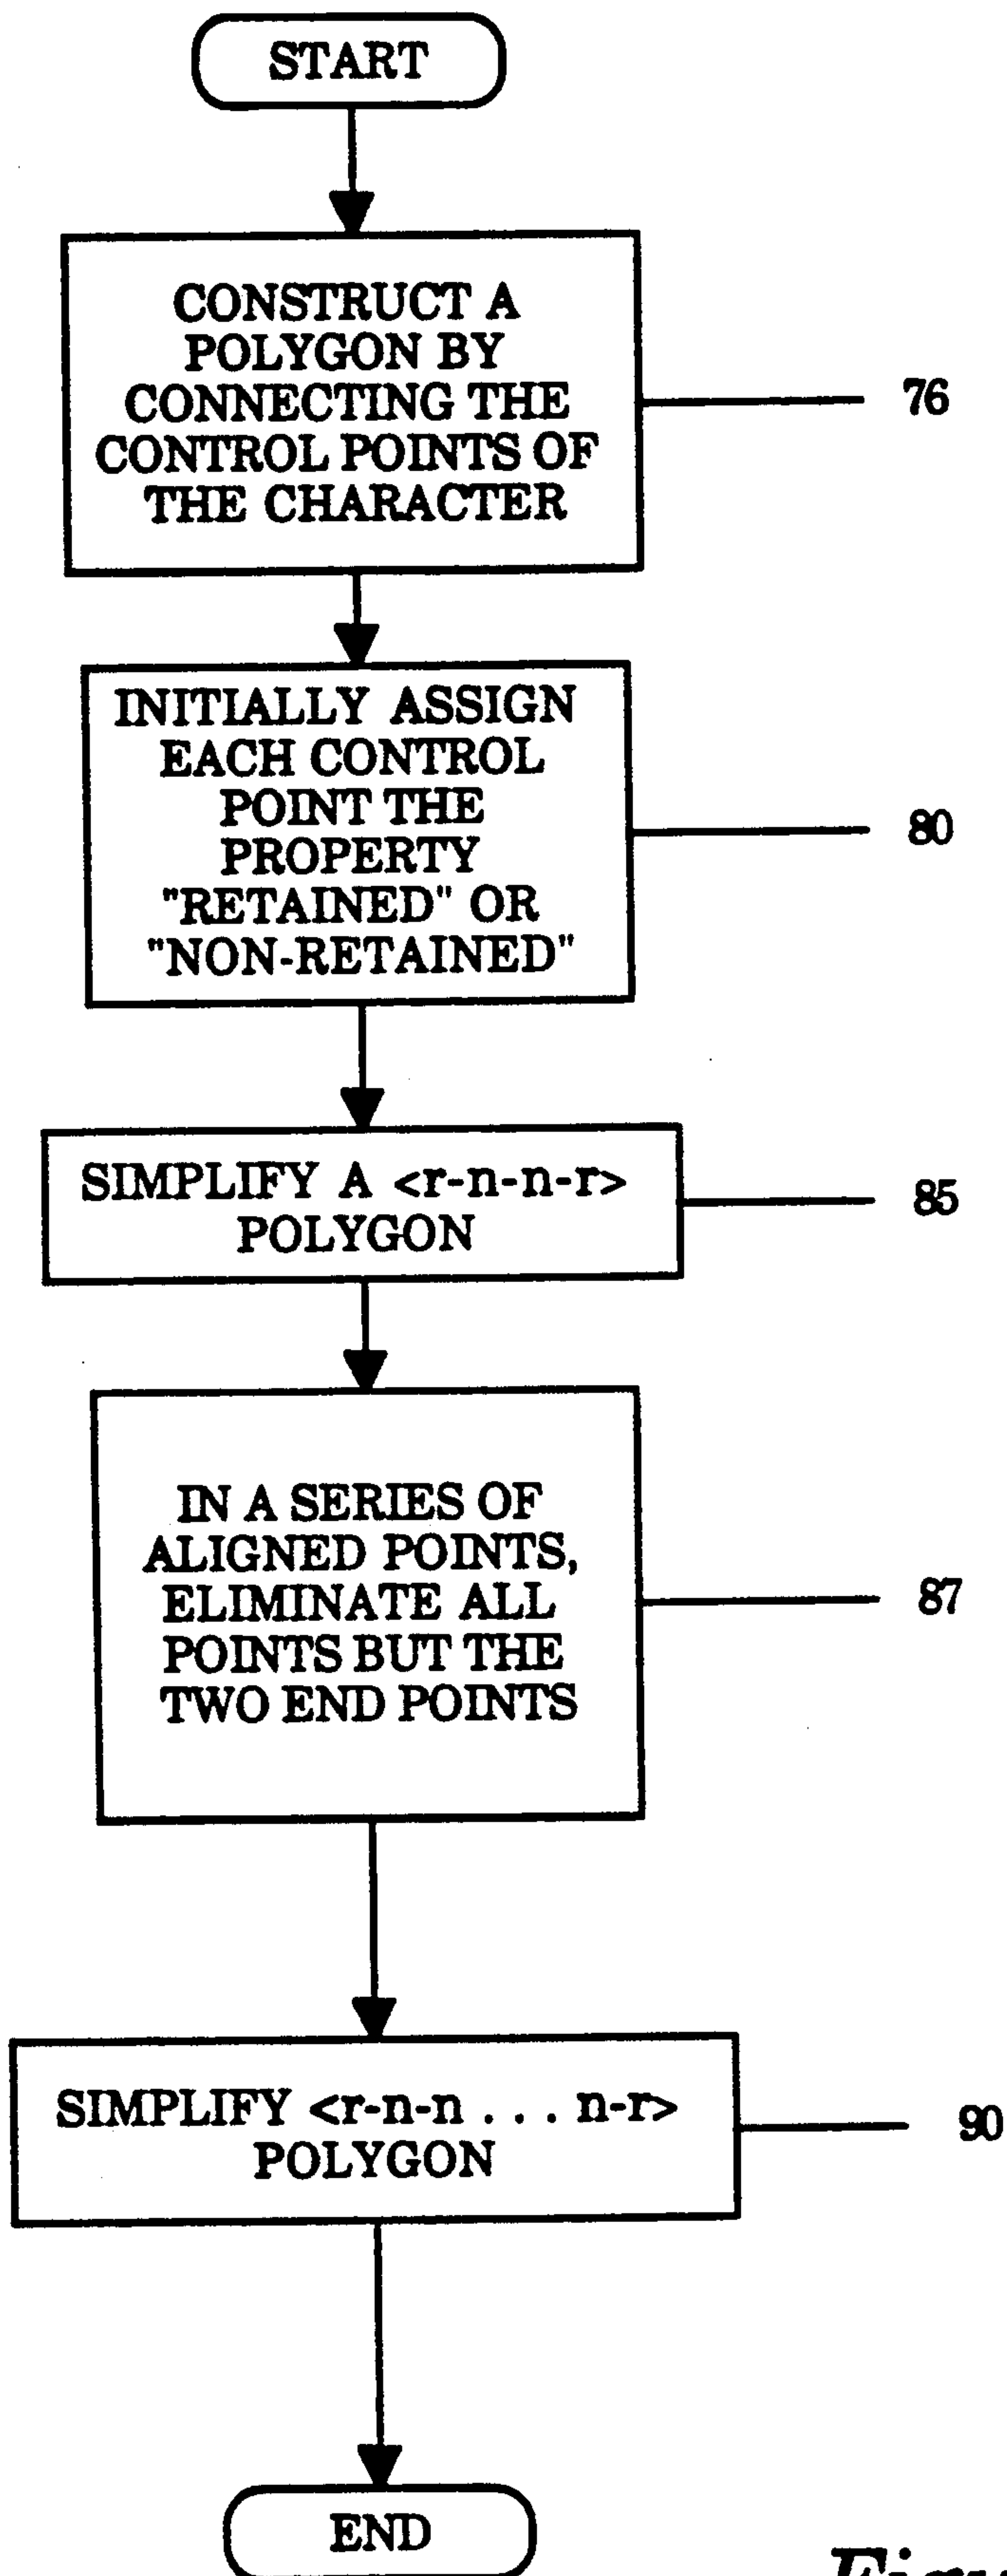 START
CONSTRUCT A
POLYGON BY
CONNECTING THE
CONTROL POINTS OF
THE CHARACTER
76
INITIALLY ASSIGN
EACH CONTROL
POINT THE
PROPERTY
"RETAINED" OR
"NON-RETAINED"
80
SIMPLIFY A <r-n-n-r>
POLYGON
85
IN A SERIES OF
ALIGNED POINTS,
ELIMINATE ALL
POINTS BUT THE
TWO END POINTS
87
SIMPLIFY <r-n-n . . . n-r>
POLYGON
90
END